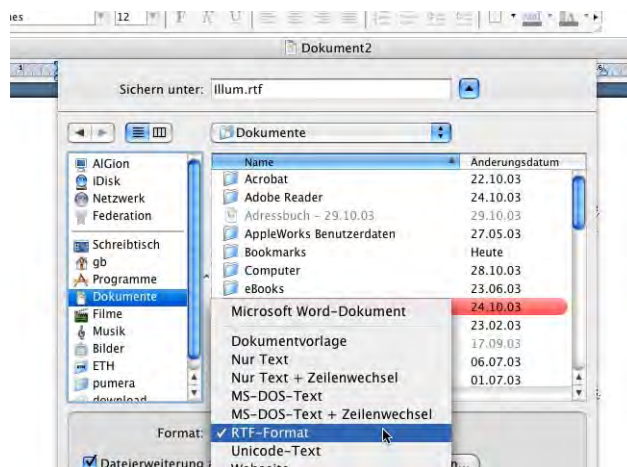 12 F K U
Dokument2
Sichern unter: Illum.rtf
Dokumente
Name Änderungsdatum
AlGion
iDisk
Netzwerk
Federation
Schreibtisch
gb
Programme
Dokumente
Filme
Musik
Bilder
ETH
pumera
download
Acrobat 22.10.03
Adobe Reader 24.10.03
Adressbuch - 29.10.03 29.10.03
AppleWorks Benutzerdaten 27.05.03
Bookmarks Heute
Computer 28.10.03
eBooks 23.06.03
24.10.03
23.02.03
17.09.03
06.07.03
01.07.03
Microsoft Word-Dokument
Dokumentvorlage
Nur Text
Nur Text + Zeilenwechsel
MS-DOS-Text
MS-DOS-Text + Zeilenwechsel
Format: ✓ RTF-Format
Unicode-Text
Dateierweiterung
Webseite